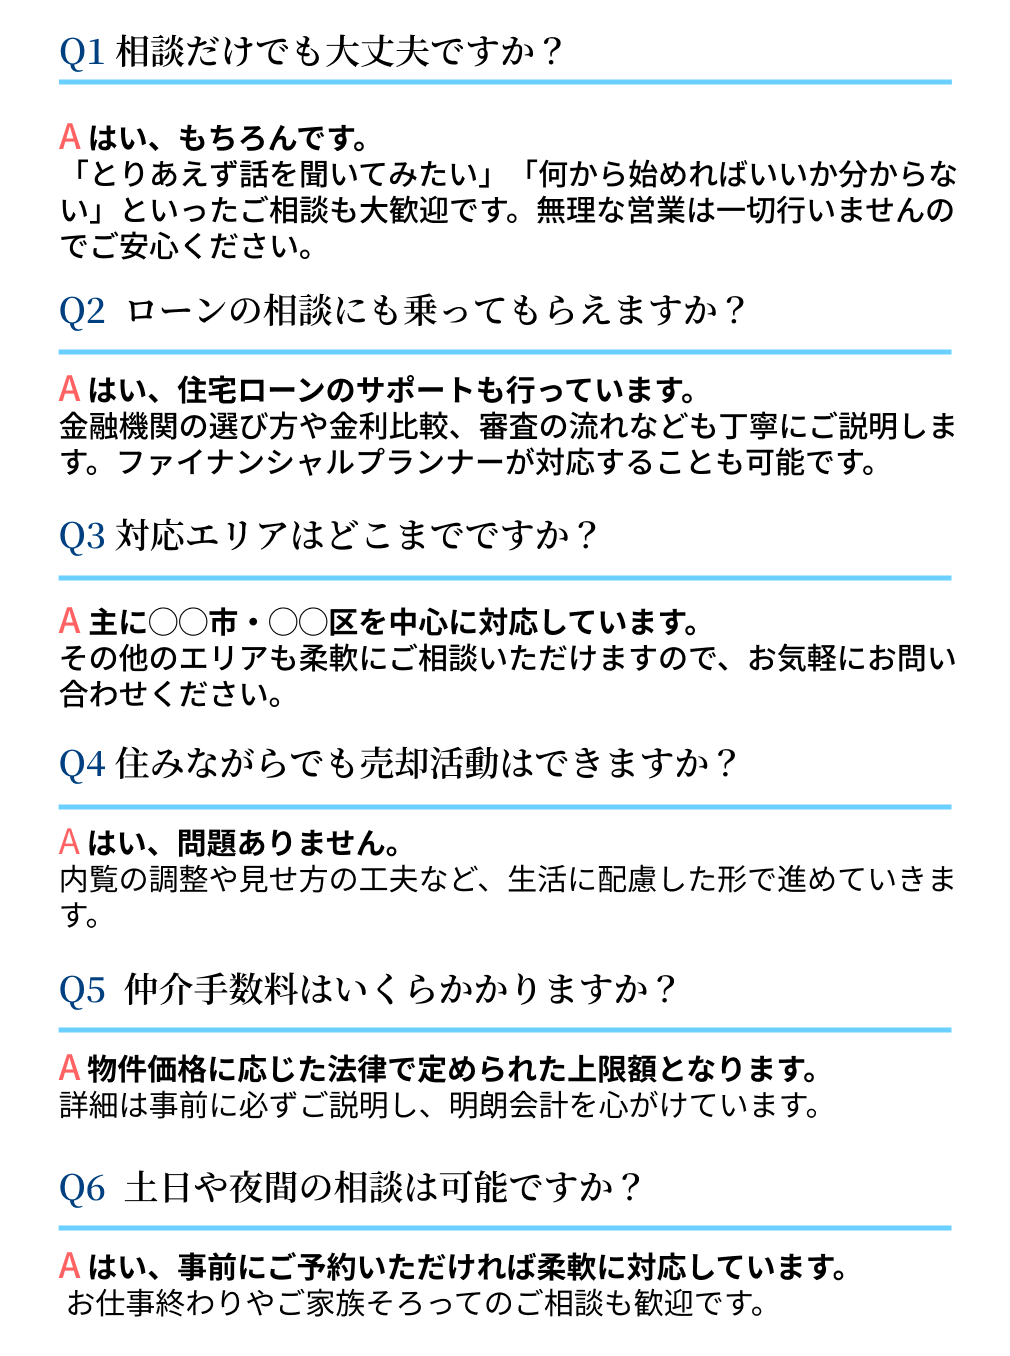 Q1 相談だけでも大丈夫ですか？
A はい、もちろんです。
「とりあえず話を聞いてみたい」「何から始めればいいか分からな
い」といったご相談も大歓迎です。無理な営業は一切行いませんの
でご安心ください。
Q2 ローンの相談にも乗ってもらえますか？
A はい、住宅ローンのサポートも行っています。
金融機関の選び方や金利比較、審査の流れなども丁寧にご説明しま
す。ファイナンシャルプランナーが対応することも可能です。
Q3 対応エリアはどこまでですか？
A 主に◯◯市・◯◯区を中心に対応しています。
その他のエリアも柔軟にご相談いただけますので、お気軽にお問い
合わせください。
Q4 住みながらでも売却活動はできますか？
A はい、問題ありません。
内覧の調整や見せ方の工夫など、生活に配慮した形で進めていきま
す。
Q5 仲介手数料はいくらかかりますか？
A 物件価格に応じた法律で定められた上限額となります。
詳細は事前に必ずご説明し、明朗会計を心がけています。
Q6 土日や夜間の相談は可能ですか？
A はい、事前にご予約いただければ柔軟に対応しています。
お仕事終わりやご家族そろってのご相談も歓迎です。